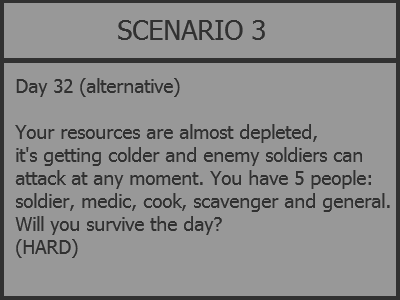 SCENARIO 3
Day 32 (alternative)
Your resources are almost depleted,
it's getting colder and enemy soldiers can
attack at any moment. You have 5 people:
soldier, medic, cook, scavenger and general.
Will you survive the day?
(HARD)